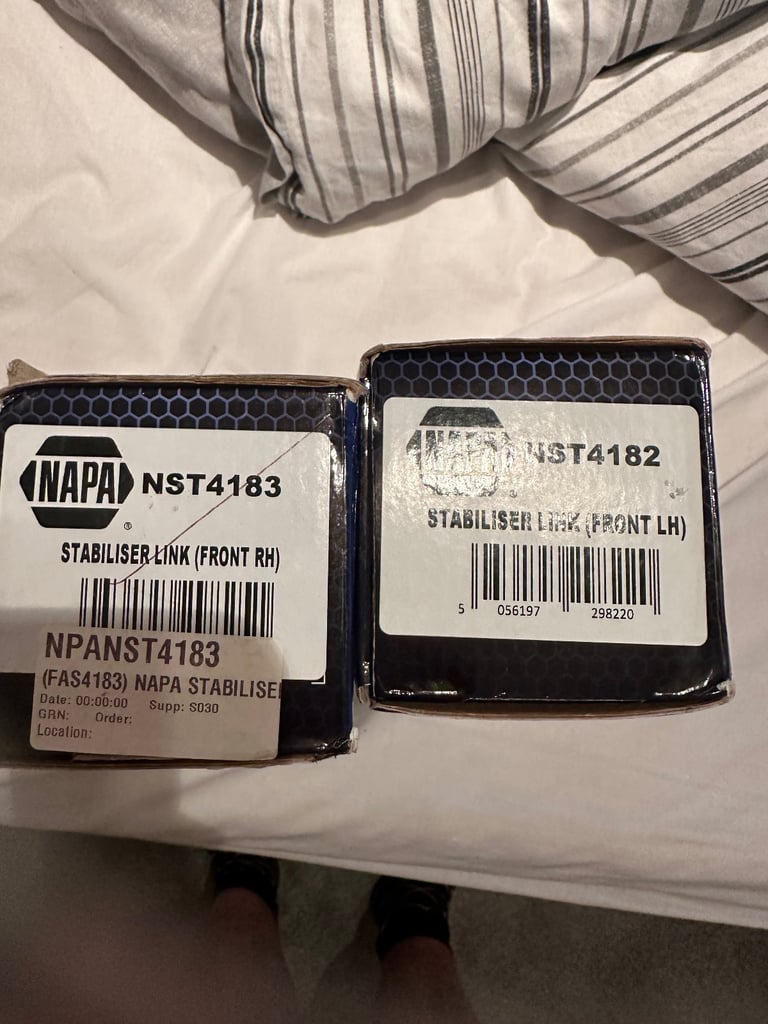 NAPA NST4183
®
STABILISER LINK (FRONT RH)
NPANST4183
(FAS4183) NAPA STABILISE
Date: 00:00:00 Supp: S030
GRN: Order:
Location:
NAPA NST4182
®
STABILISER LINK (FRONT LH)
5 056197 298220